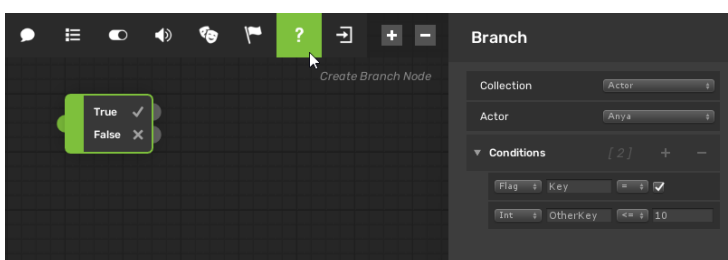 ?
Branch
Create Branch Node
True
False
Collection Actor
Actor Anya
Conditions [2] + −
Flag Key =
Int OtherKey <= 10